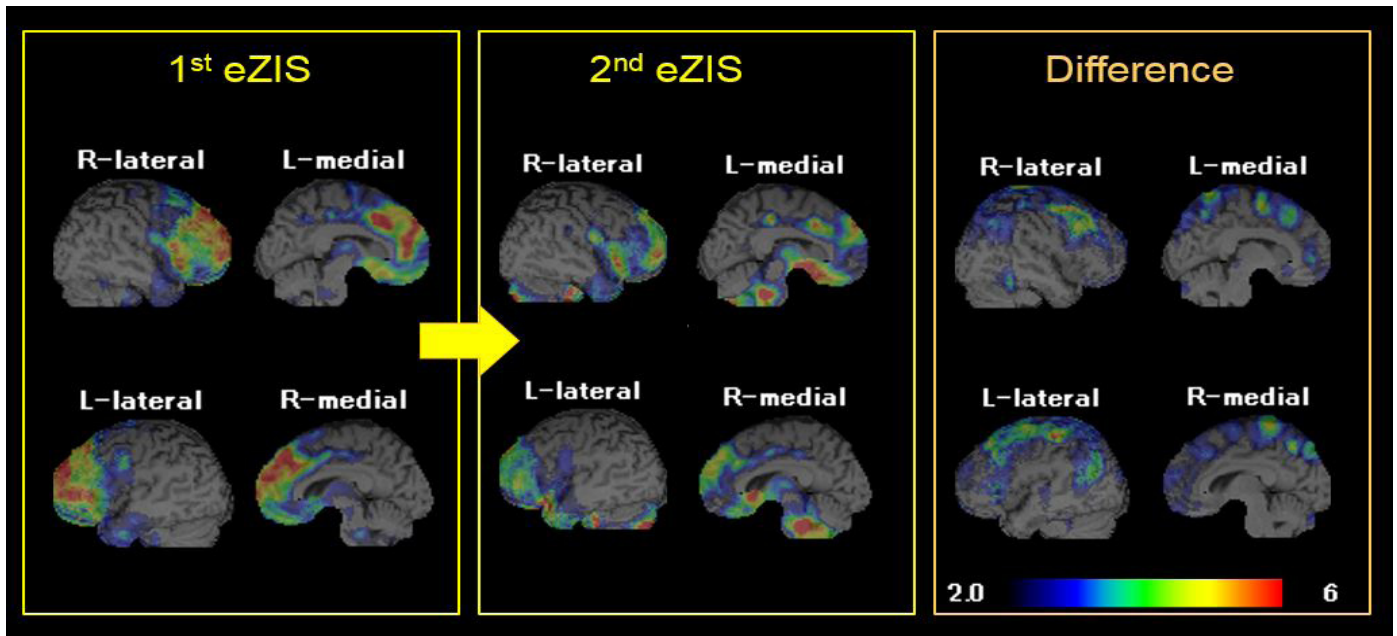 1st eZIS
R-lateral L-medial
L-lateral R-medial
2nd eZIS
R-lateral L-medial
L-lateral R-medial
Difference
R-lateral L-medial
L-lateral R-medial
2.0 6